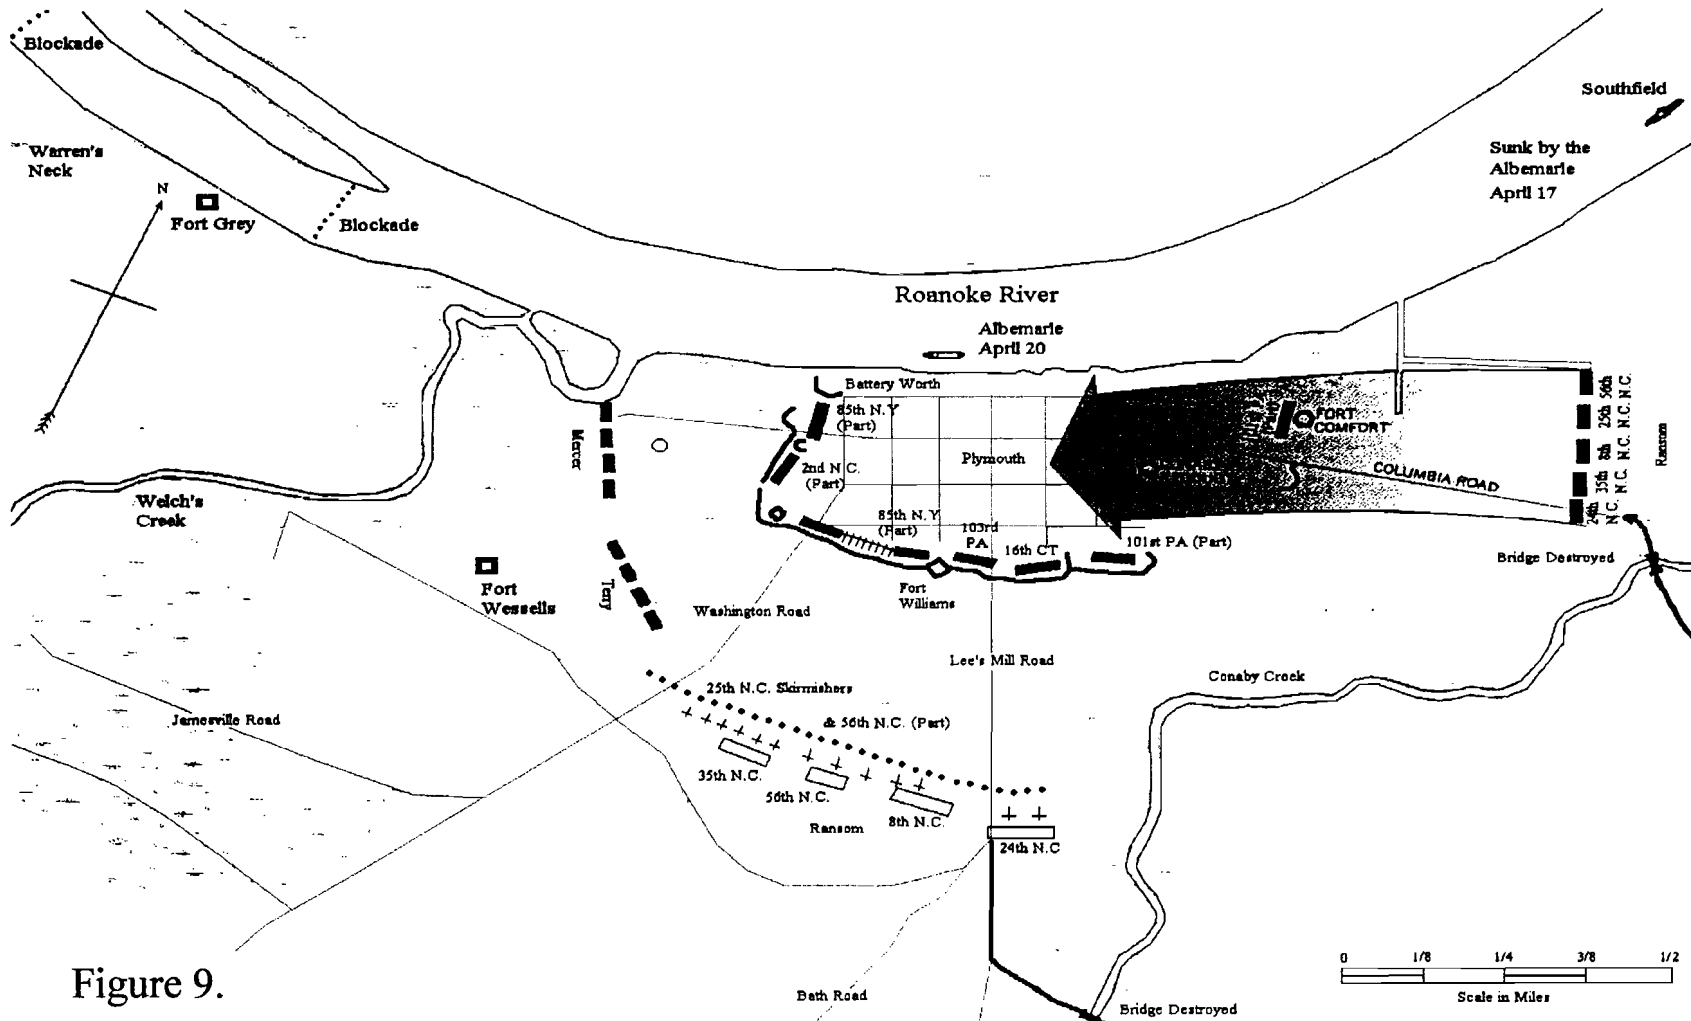 Blockade
Southfield
Warren's
Neck
Sunk by the
Albemarle
April 17
N
Fort Grey
Blockade
Roanoke River
Albemarle
April 20
Battery Worth
85th N.Y
(Part)
FORT
COMFORT
56th N.C.
25th N.C.
8th N.C.
35th N.C.
24th N.C.
Ransom
Mercer
Plymouth
2nd N.C.
(Part)
COLUMBIA ROAD
Welch's
Creek
85th N.Y
(Part)
103rd
PA
16th CT
101st PA (Part)
Bridge Destroyed
Fort
Wessells
Terry
Washington Road
Fort
Williams
Lee's Mill Road
Conaby Creek
25th N.C. Skirmishers
& 56th N.C. (Part)
Jamesville Road
35th N.C.
56th N.C.
8th N.C.
Ransom
24th N.C
Figure 9.
Bath Road
Bridge Destroyed
0 1/8 1/4 3/8 1/2
Scale in Miles